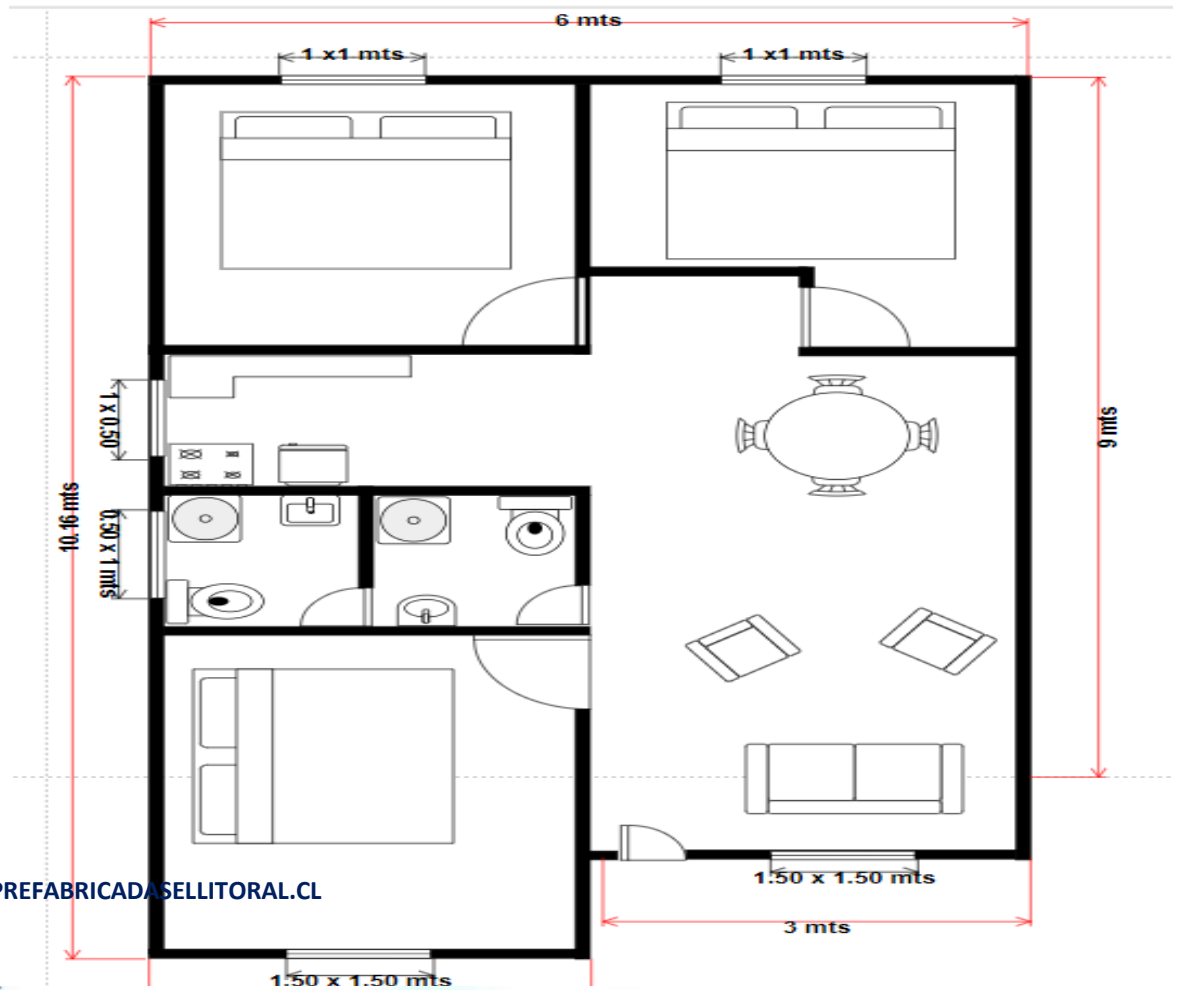 6 mts
1 x1 mts
1 x1 mts
1 x 0.50
9 mts
10.16 mts
0.50 x 1 mts
PREFABRICADASELLITORAL.CL
1.50 x 1.50 mts
3 mts
1.50 x 1.50 mts